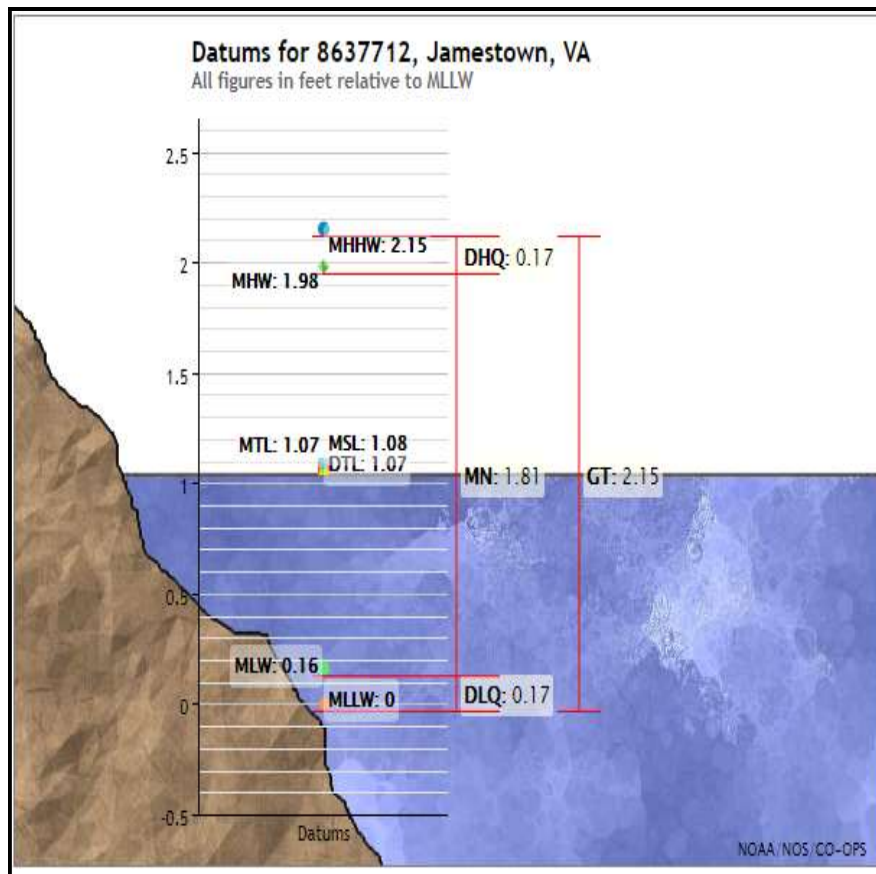 Datums for 8637712, Jamestown, VA
All figures in feet relative to MLLW
2.5
MHHW: 2.15
DHQ: 0.17
2
MHW: 1.98
1.5
MTL: 1.07 MSL: 1.08
DTL: 1.07
MN: 1.81
GT: 2.15
1
0.5
MLW: 0.16
MLLW: 0
DLQ: 0.17
0
-0.5
Datums
NOAA/NOS/CO-OPS